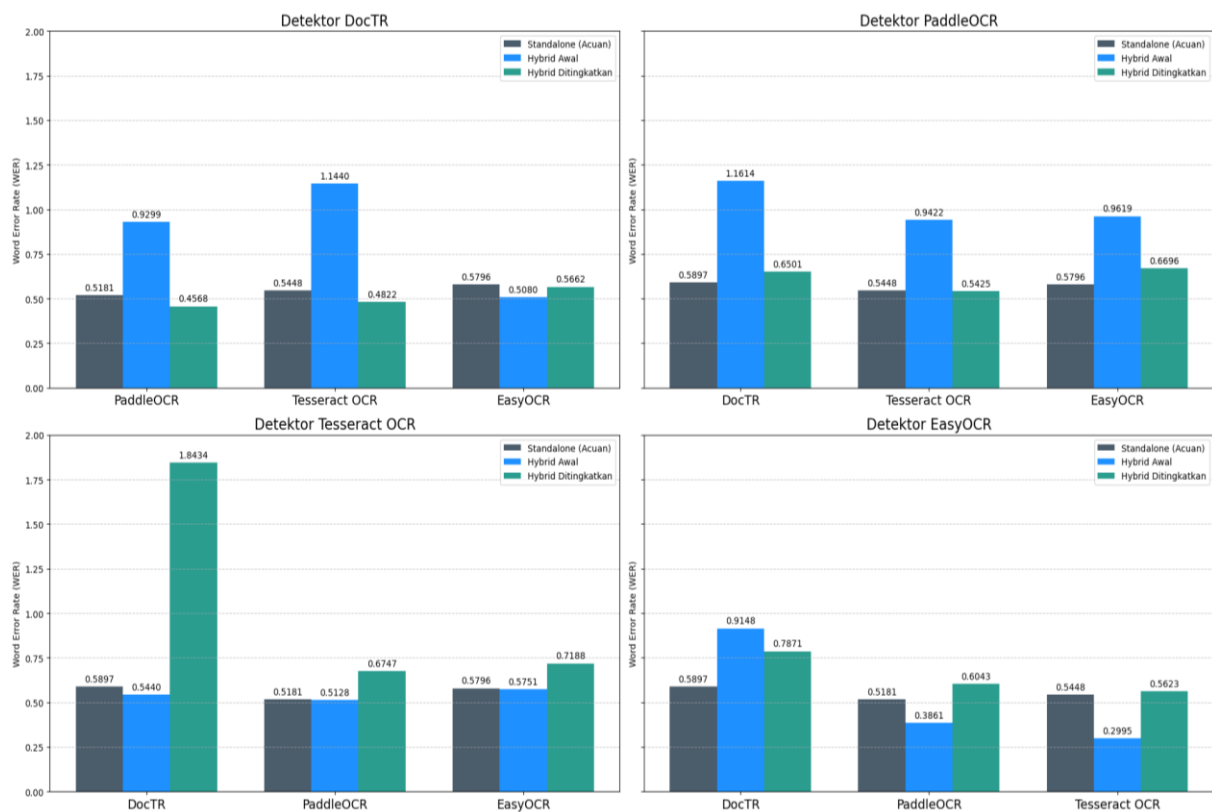 Detektor DocTR
Word Error Rate (WER)
2.00
1.75
1.50
1.25
1.00
0.75
0.50
0.25
0.00
Standalone (Acuan)
Hybrid Awal
Hybrid Ditingkatkan
0.5181 0.9299 0.4568
0.5448 1.1440 0.4822
0.5796 0.5080 0.5662
PaddleOCR Tesseract OCR EasyOCR
Detektor PaddleOCR
Word Error Rate (WER)
Standalone (Acuan)
Hybrid Awal
Hybrid Ditingkatkan
0.5897 1.1614 0.6501
0.5448 0.9422 0.5425
0.5796 0.9619 0.6696
DocTR Tesseract OCR EasyOCR
Detektor Tesseract OCR
Word Error Rate (WER)
2.00
1.75
1.50
1.25
1.00
0.75
0.50
0.25
0.00
Standalone (Acuan)
Hybrid Awal
Hybrid Ditingkatkan
0.5897 0.5440 1.8434
0.5181 0.5128 0.6747
0.5796 0.5751 0.7188
DocTR PaddleOCR EasyOCR
Detektor EasyOCR
Word Error Rate (WER)
Standalone (Acuan)
Hybrid Awal
Hybrid Ditingkatkan
0.5897 0.9148 0.7871
0.5181 0.3861 0.6043
0.5448 0.2995 0.5623
DocTR PaddleOCR Tesseract OCR